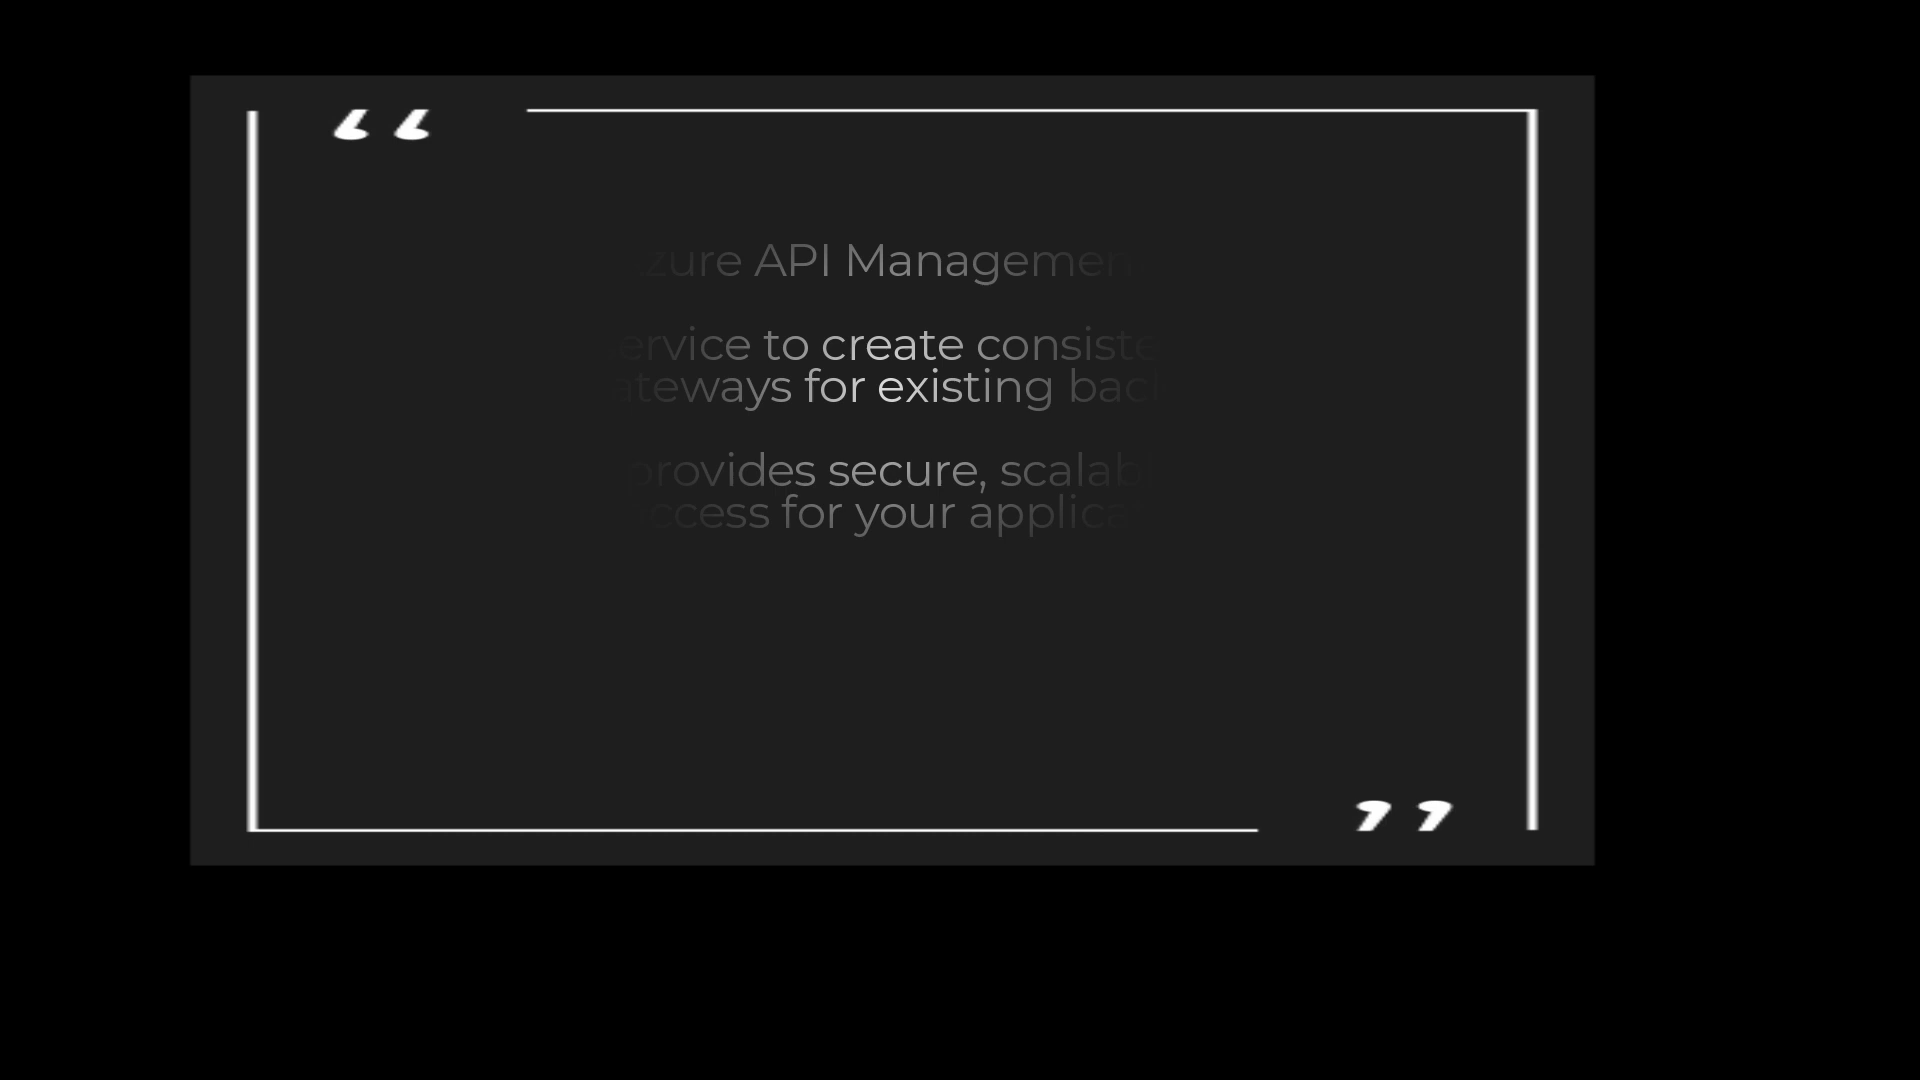 “
zure API Managemen
ervice to create consiste
ateways for existing bac
provides secure, scalab
ccess for your applica
”